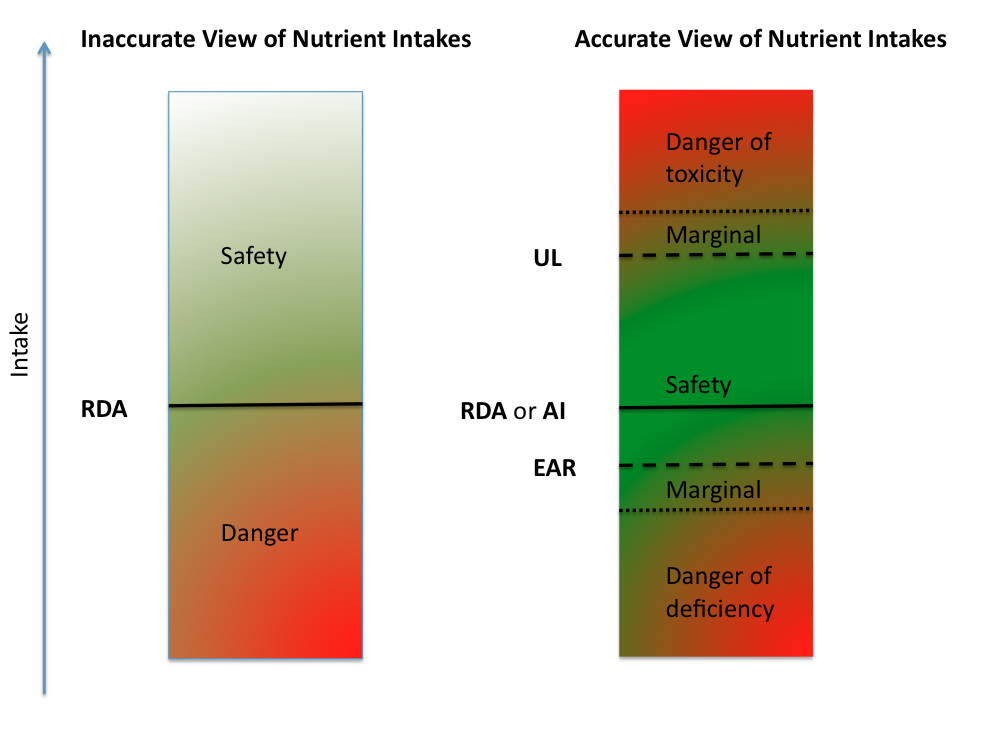 Inaccurate View of Nutrient Intakes
Accurate View of Nutrient Intakes
Intake
Safety
RDA
Danger
Danger of
toxicity
Marginal
UL
Safety
RDA or AI
EAR
Marginal
Danger of
deficiency